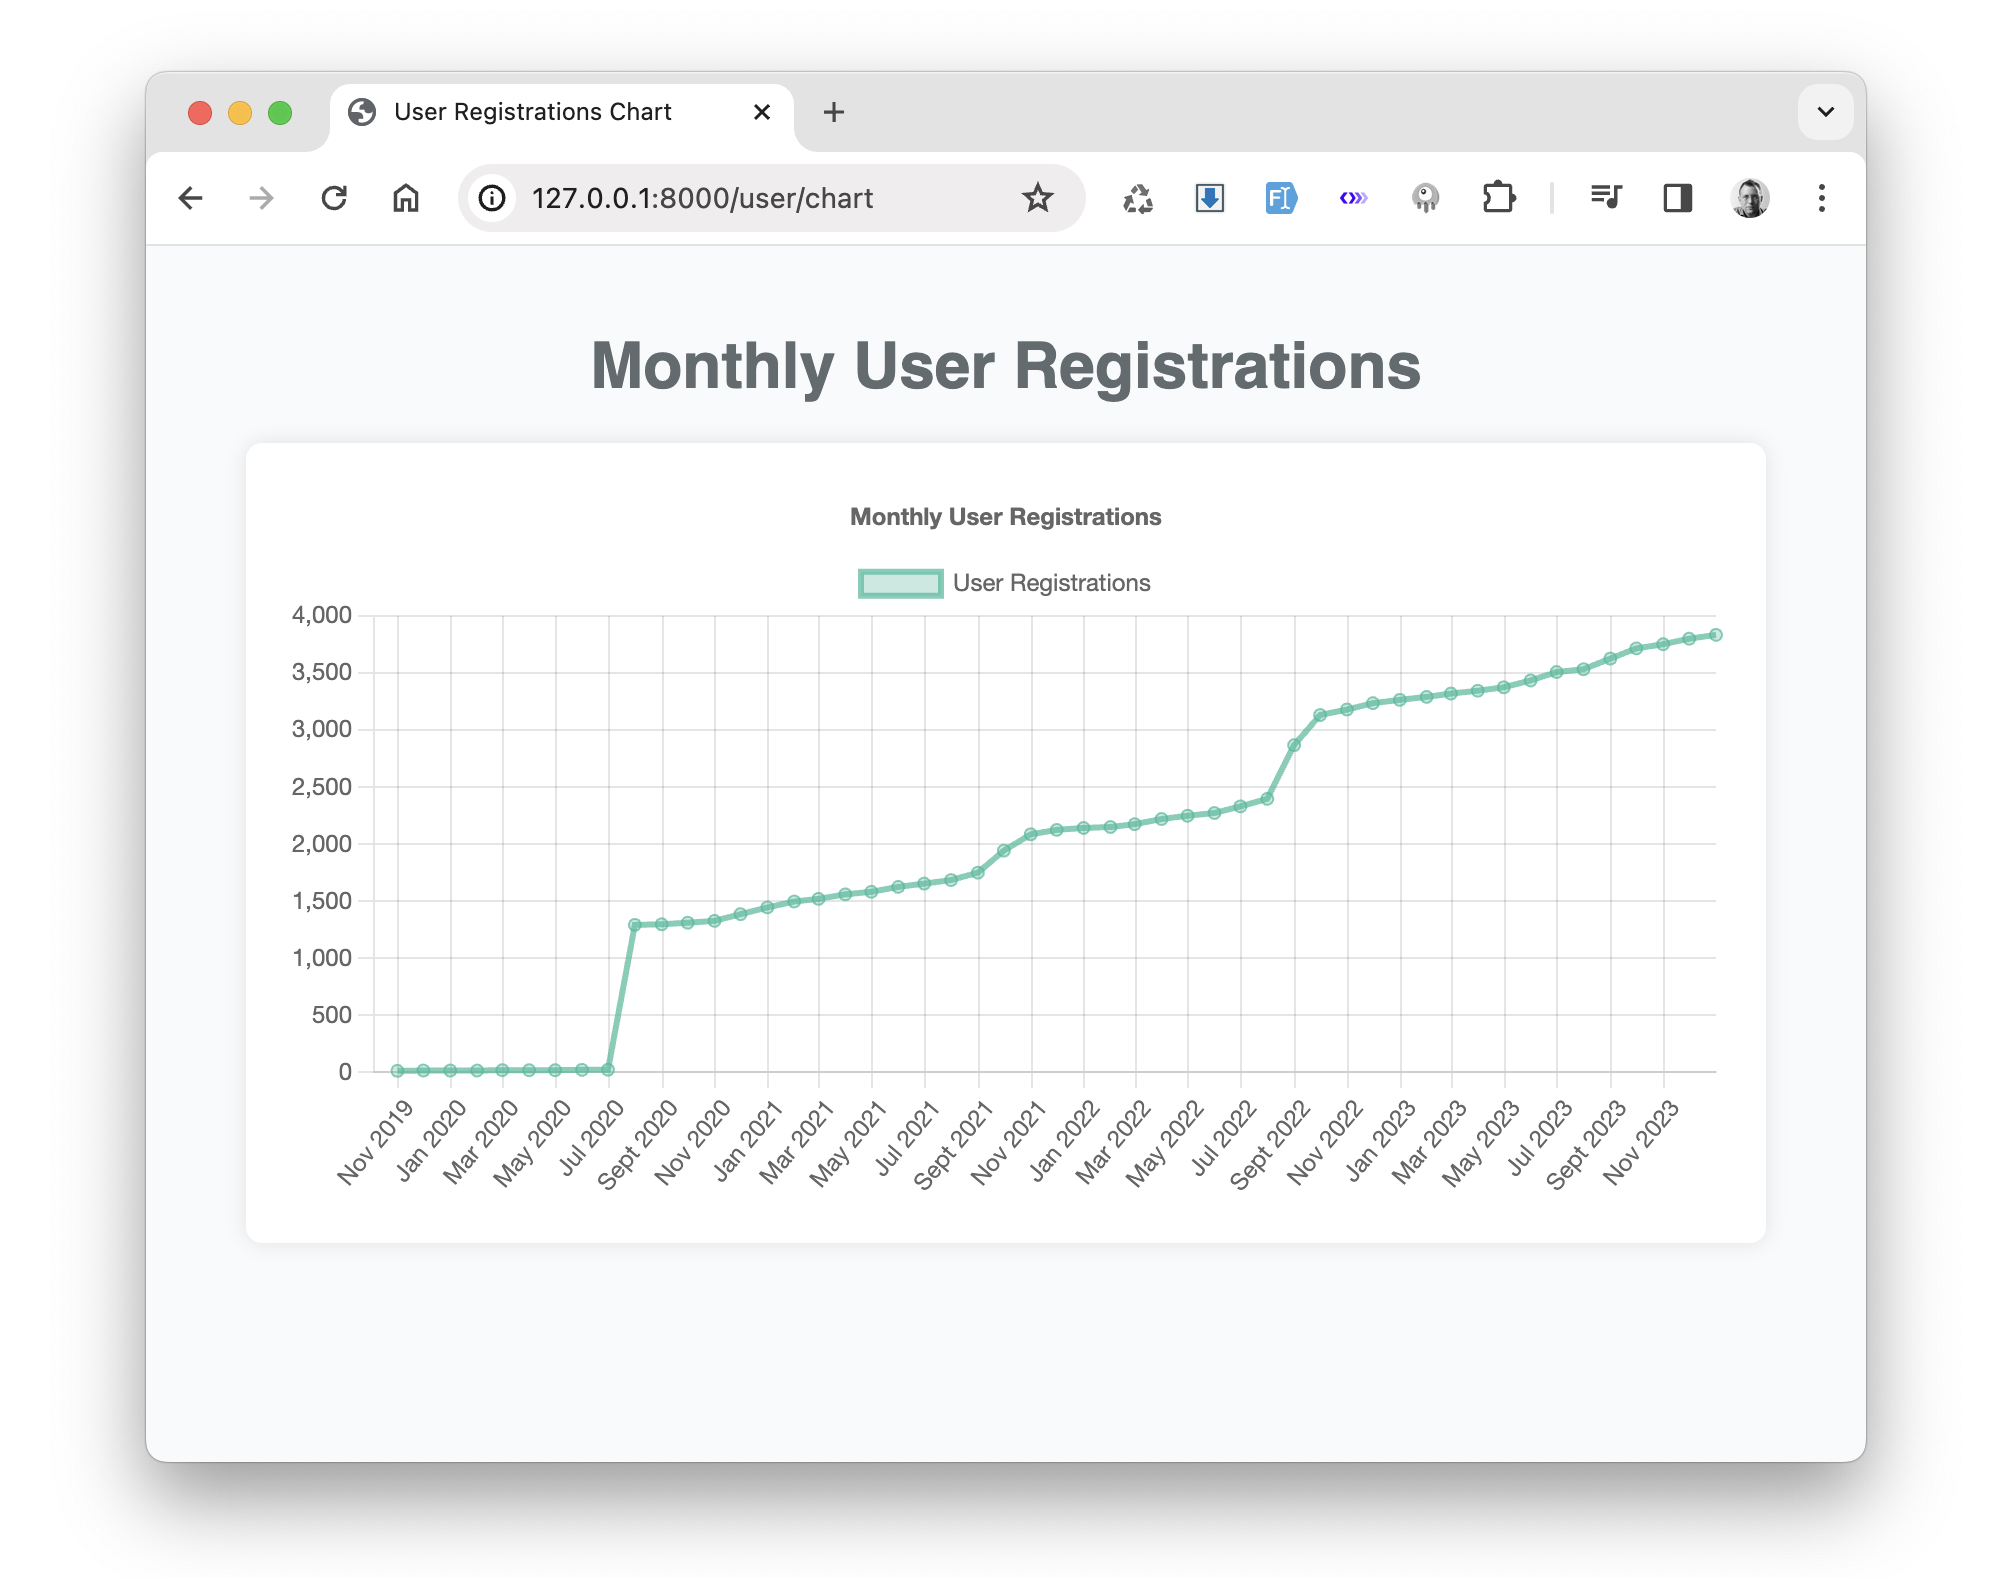 User Registrations Chart
127.0.0.1:8000/user/chart
Monthly User Registrations
Monthly User Registrations
User Registrations
4,000
3,500
3,000
2,500
2,000
1,500
1,000
500
0
Nov 2019
Jan 2020
Mar 2020
May 2020
Jul 2020
Sept 2020
Nov 2020
Jan 2021
Mar 2021
May 2021
Jul 2021
Sept 2021
Nov 2021
Jan 2022
Mar 2022
May 2022
Jul 2022
Sept 2022
Nov 2022
Jan 2023
Mar 2023
May 2023
Jul 2023
Sept 2023
Nov 2023